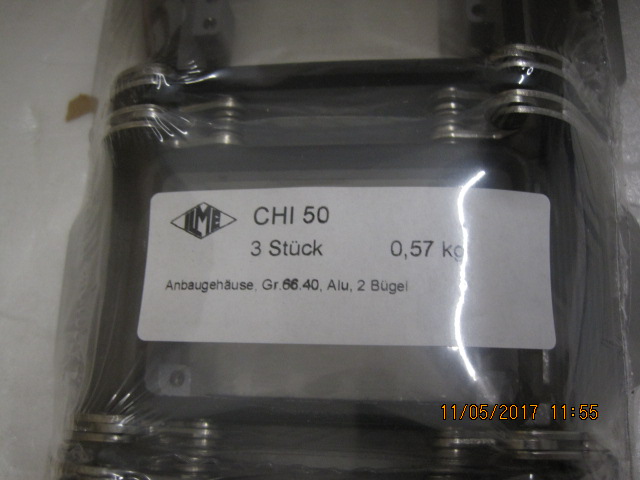 ILME CHI 50
3 Stück 0,57 kg
Anbaugehäuse, Gr.66.40, Alu, 2 Bügel
11/05/2017 11:55